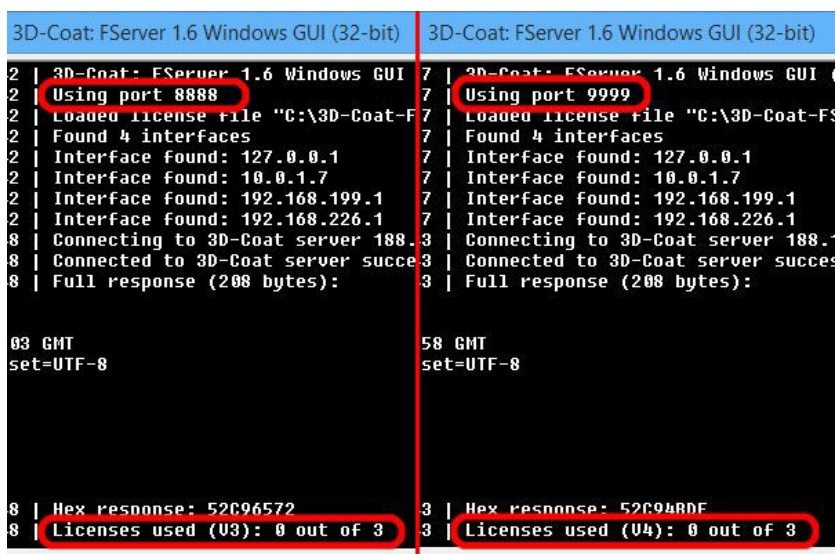 3D-Coat: FServer 1.6 Windows GUI (32-bit)
2 | 3D-Coat: FServer 1.6 Windows GUI
2 | Using port 8888
2 | Loaded license file "C:\3D-Coat-F
2 | Found 4 interfaces
2 | Interface found: 127.0.0.1
2 | Interface found: 10.0.1.7
2 | Interface found: 192.168.199.1
2 | Interface found: 192.168.226.1
8 | Connecting to 3D-Coat server 188.
8 | Connected to 3D-Coat server succe
8 | Full response (208 bytes):
03 GMT
set=UTF-8
8 | Hex response: 52C96572
8 | Licenses used (V3): 0 out of 3
3D-Coat: FServer 1.6 Windows GUI (32-bit)
7 | 3D-Coat: FServer 1.6 Windows GUI (
7 | Using port 9999
7 | Loaded license file "C:\3D-Coat-FS
7 | Found 4 interfaces
7 | Interface found: 127.0.0.1
7 | Interface found: 10.0.1.7
7 | Interface found: 192.168.199.1
7 | Interface found: 192.168.226.1
3 | Connecting to 3D-Coat server 188.1
3 | Connected to 3D-Coat server succes
3 | Full response (208 bytes):
58 GMT
set=UTF-8
3 | Hex response: 52C94BDF
3 | Licenses used (V4): 0 out of 3